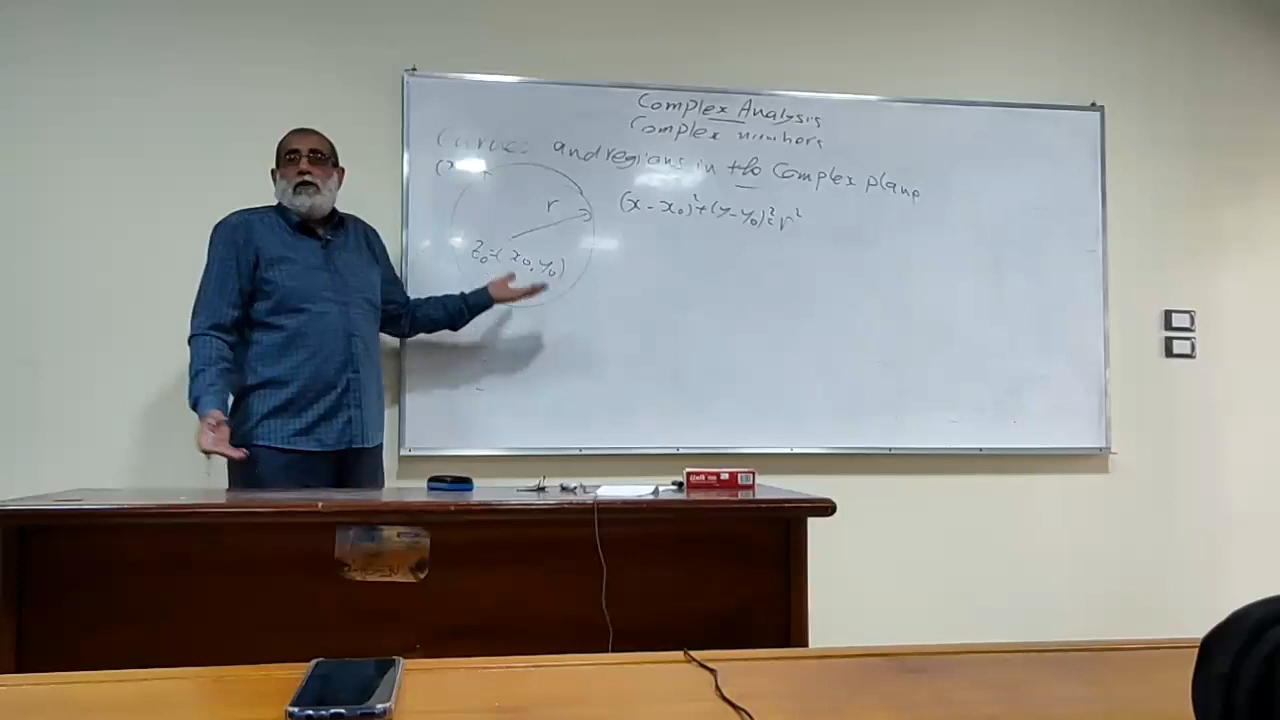 Complex Analysis
Complex numbers
Curves and regions in the Complex plane
r
(x - x₀)²+(y-y₀)²= r²
z₀=(x₀,y₀)